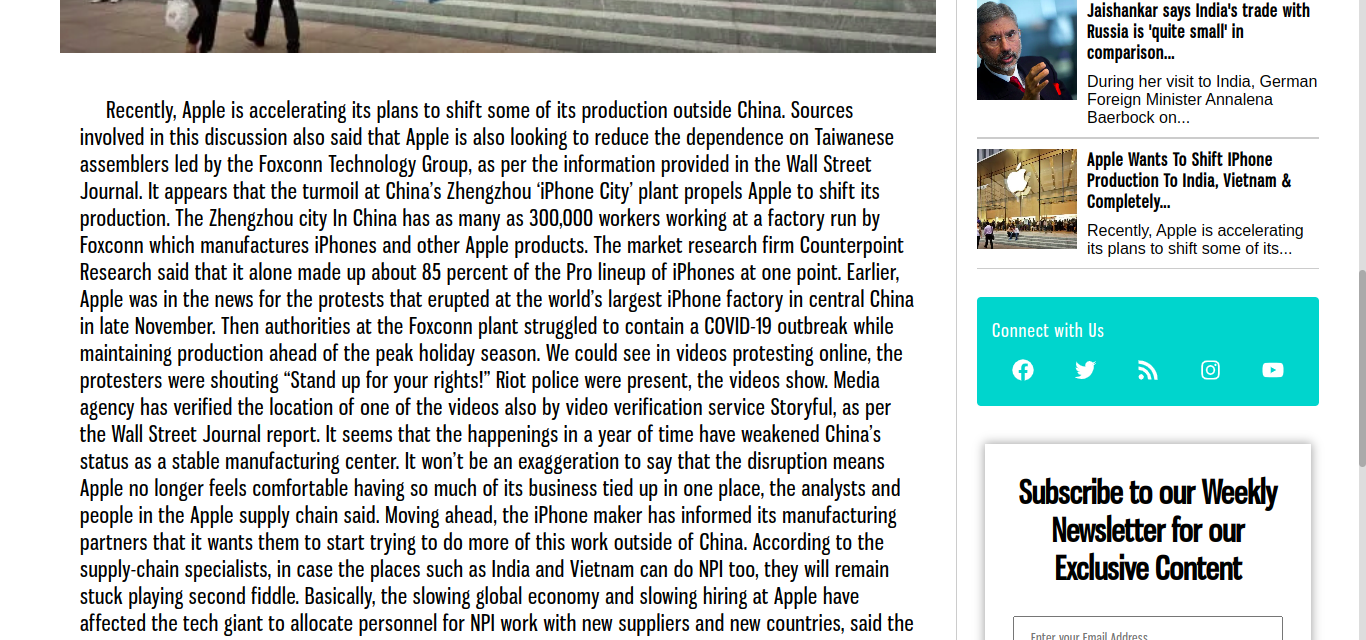 Recently, Apple is accelerating its plans to shift some of its production outside China. Sources
involved in this discussion also said that Apple is also looking to reduce the dependence on Taiwanese
assemblers led by the Foxconn Technology Group, as per the information provided in the Wall Street
Journal. It appears that the turmoil at China’s Zhengzhou ‘iPhone City’ plant propels Apple to shift its
production. The Zhengzhou city In China has as many as 300,000 workers working at a factory run by
Foxconn which manufactures iPhones and other Apple products. The market research firm Counterpoint
Research said that it alone made up about 85 percent of the Pro lineup of iPhones at one point. Earlier,
Apple was in the news for the protests that erupted at the world’s largest iPhone factory in central China
in late November. Then authorities at the Foxconn plant struggled to contain a COVID-19 outbreak while
maintaining production ahead of the peak holiday season. We could see in videos protesting online, the
protesters were shouting “Stand up for your rights!” Riot police were present, the videos show. Media
agency has verified the location of one of the videos also by video verification service Storyful, as per
the Wall Street Journal report. It seems that the happenings in a year of time have weakened China’s
status as a stable manufacturing center. It won’t be an exaggeration to say that the disruption means
Apple no longer feels comfortable having so much of its business tied up in one place, the analysts and
people in the Apple supply chain said. Moving ahead, the iPhone maker has informed its manufacturing
partners that it wants them to start trying to do more of this work outside of China. According to the
supply-chain specialists, in case the places such as India and Vietnam can do NPI too, they will remain
stuck playing second fiddle. Basically, the slowing global economy and slowing hiring at Apple have
affected the tech giant to allocate personnel for NPI work with new suppliers and new countries, said the
Jaishankar says India's trade with
Russia is 'quite small' in
comparison...
During her visit to India, German
Foreign Minister Annalena
Baerbock on...
Apple Wants To Shift IPhone
Production To India, Vietnam &
Completely...
Recently, Apple is accelerating
its plans to shift some of its...
Connect with Us
Subscribe to our Weekly
Newsletter for our
Exclusive Content
Enter your Email Address